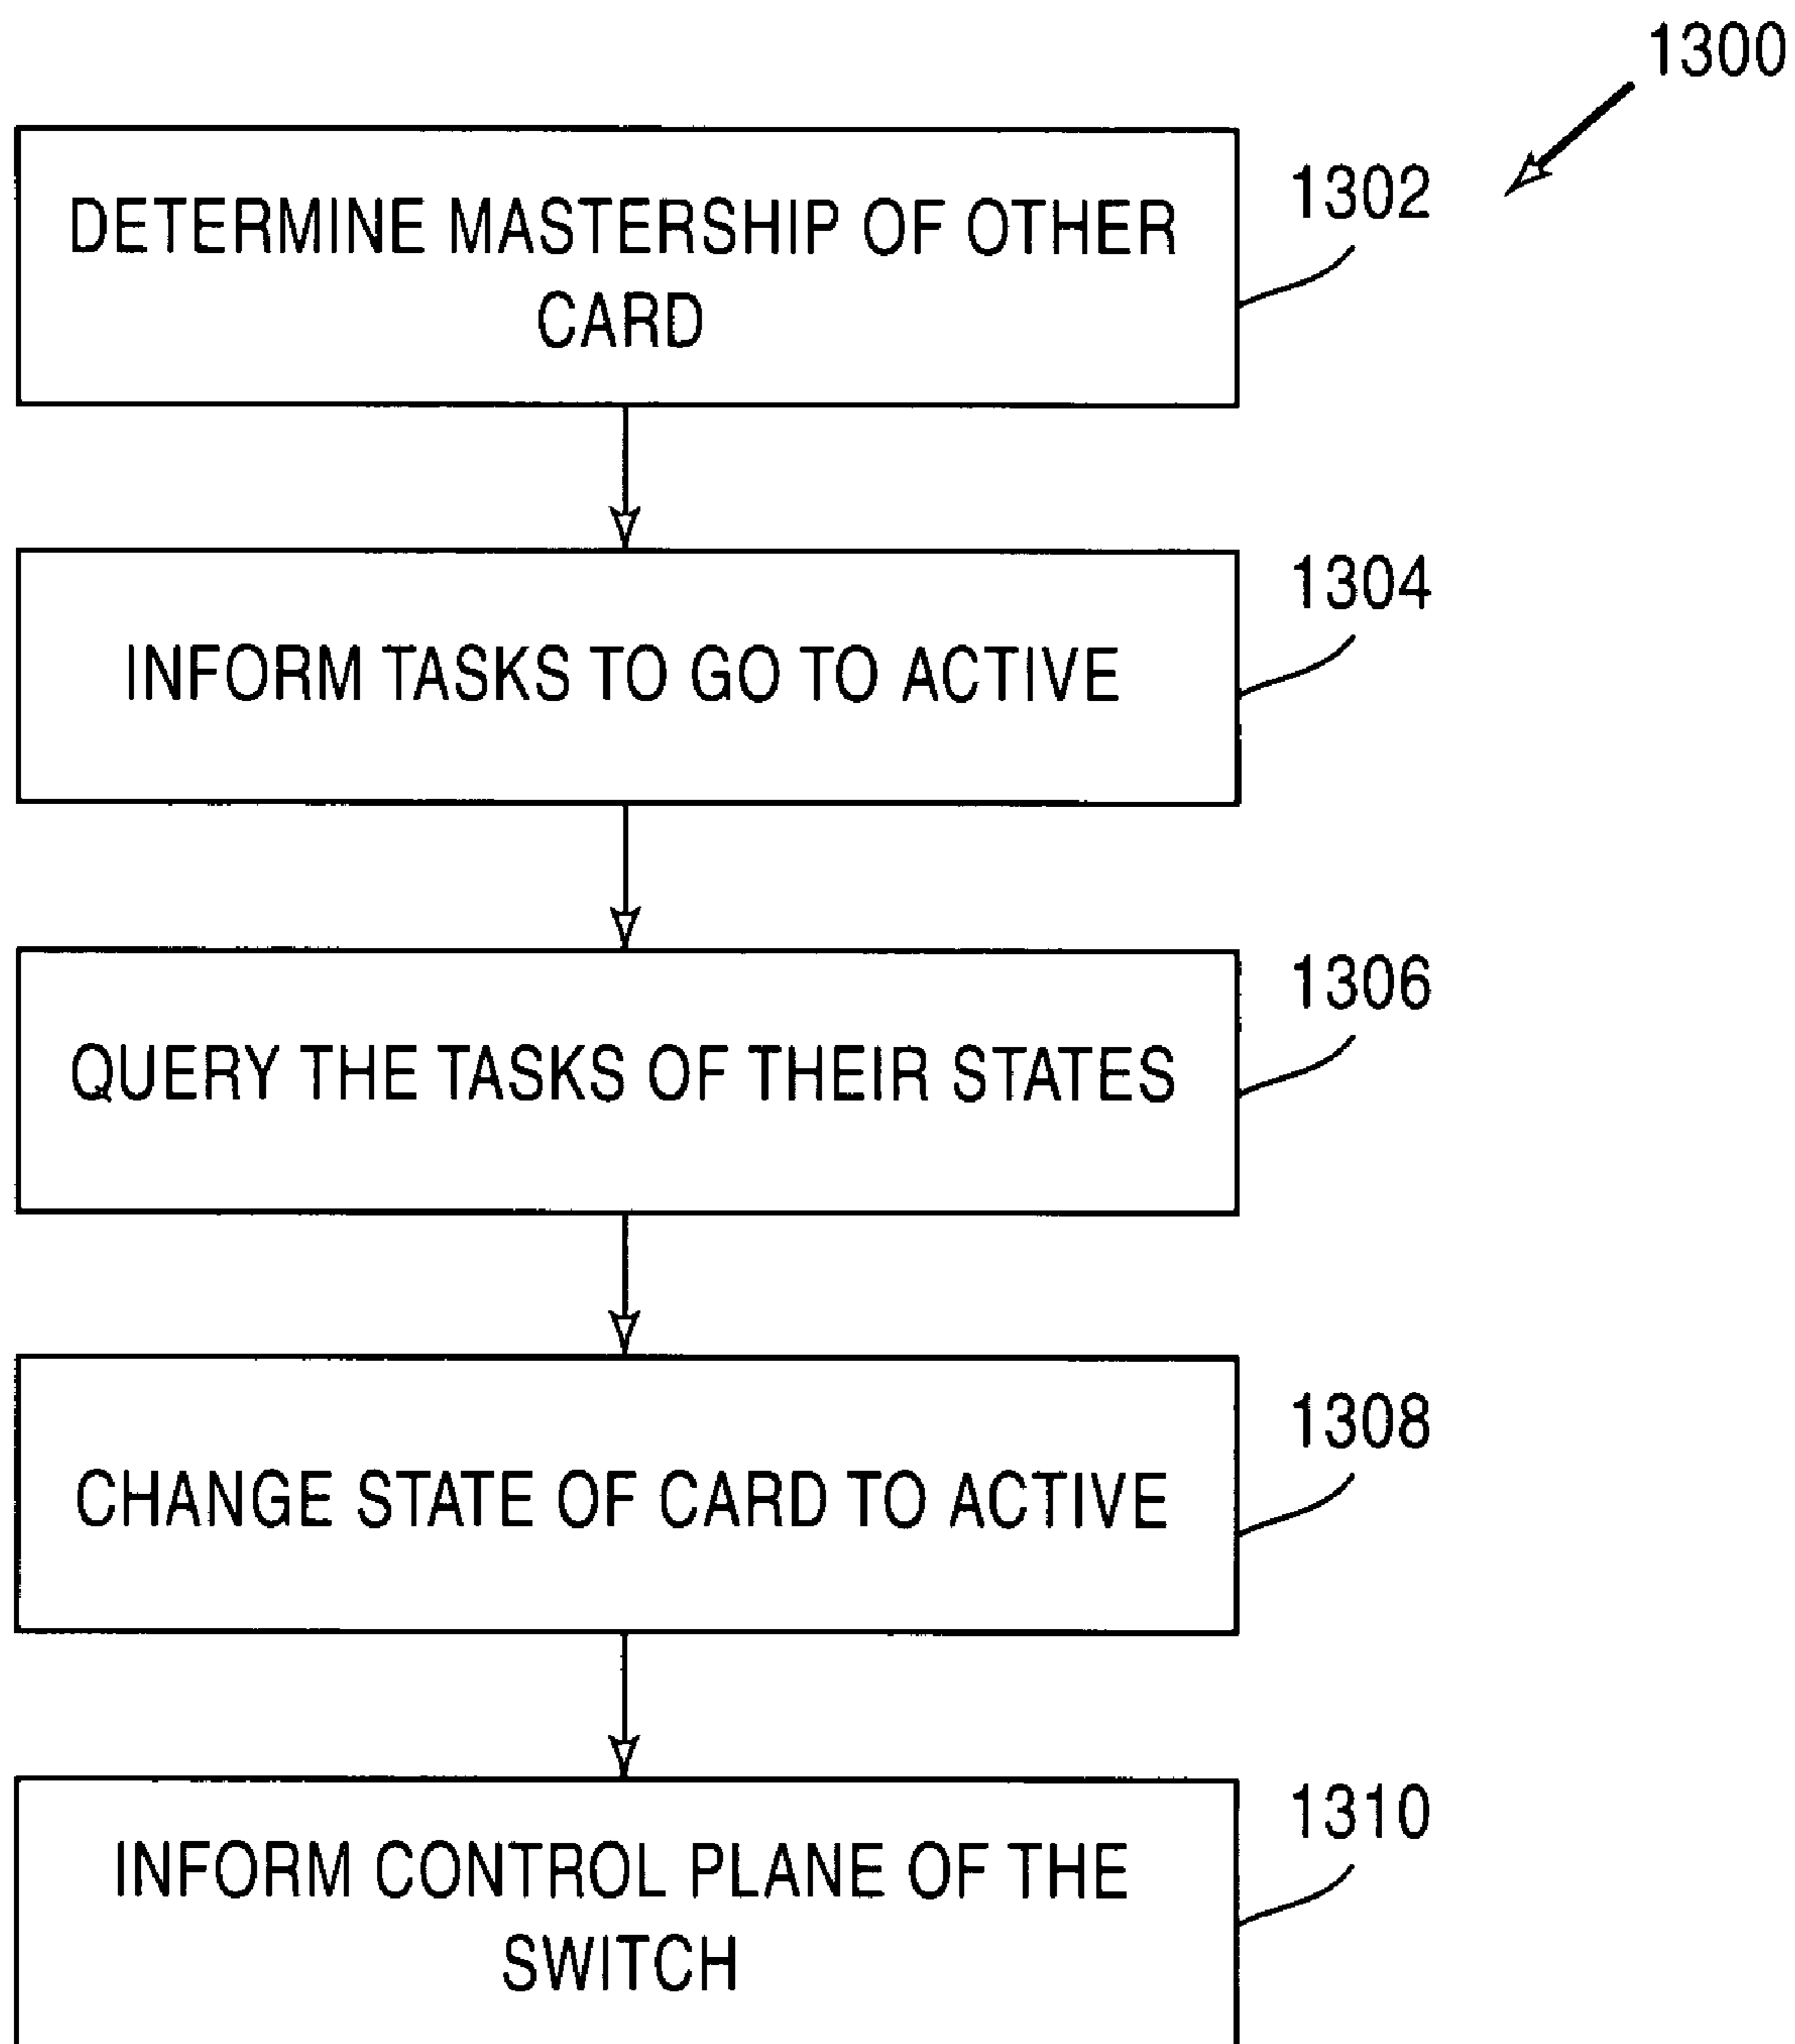 1300
1302
DETERMINE MASTERSHIP OF OTHER
CARD
1304
INFORM TASKS TO GO TO ACTIVE
1306
QUERY THE TASKS OF THEIR STATES
1308
CHANGE STATE OF CARD TO ACTIVE
1310
INFORM CONTROL PLANE OF THE
SWITCH